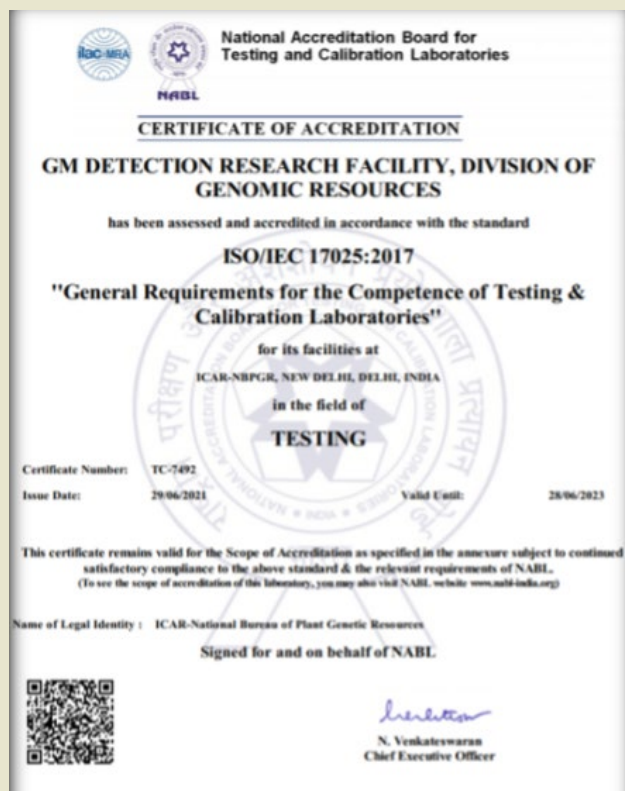 ilac-MRA
NABL
National Accreditation Board for
Testing and Calibration Laboratories
CERTIFICATE OF ACCREDITATION
GM DETECTION RESEARCH FACILITY, DIVISION OF
GENOMIC RESOURCES
has been assessed and accredited in accordance with the standard
ISO/IEC 17025:2017
"General Requirements for the Competence of Testing &
Calibration Laboratories"
for its facilities at
ICAR-NBPGR, NEW DELHI, DELHI, INDIA
in the field of
TESTING
Certificate Number: TC-7492
Issue Date: 29/06/2021 Valid Until: 28/06/2023
This certificate remains valid for the Scope of Accreditation as specified in the annexure subject to continued
satisfactory compliance to the above standard & the relevant requirements of NABL.
(To see the scope of accreditation of this laboratory, you may also visit NABL website www.nabl-india.org)
Name of Legal Identity : ICAR-National Bureau of Plant Genetic Resources
Signed for and on behalf of NABL
N. Venkateswaran
Chief Executive Officer